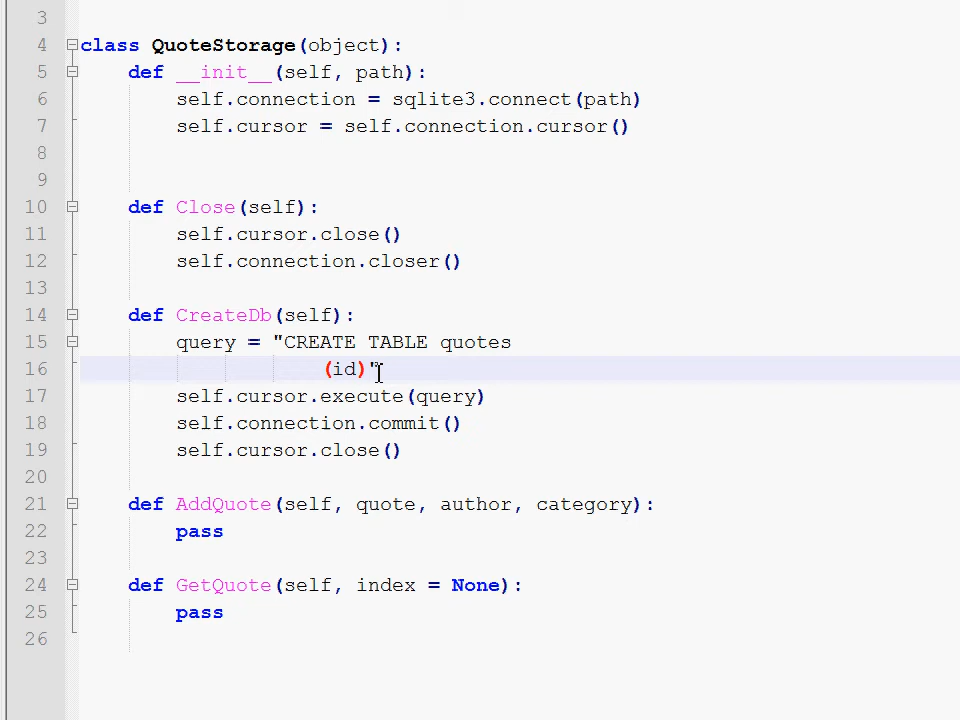 3
4 class QuoteStorage(object):
5     def __init__(self, path):
6         self.connection = sqlite3.connect(path)
7         self.cursor = self.connection.cursor()
8
9
10     def Close(self):
11         self.cursor.close()
12         self.connection.closer()
13
14     def CreateDb(self):
15         query = "CREATE TABLE quotes
16                     (id)"
17         self.cursor.execute(query)
18         self.connection.commit()
19         self.cursor.close()
20
21     def AddQuote(self, quote, author, category):
22         pass
23
24     def GetQuote(self, index = None):
25         pass
26